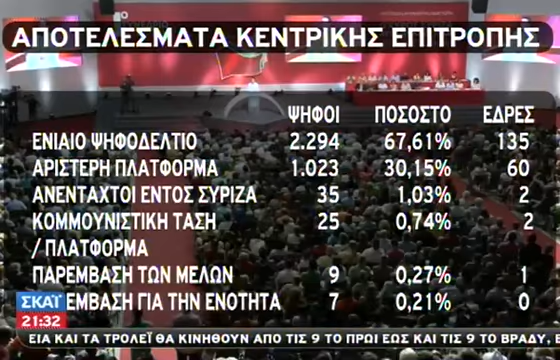 ΑΠΟΤΕΛΕΣΜΑΤΑ ΚΕΝΤΡΙΚΗΣ ΕΠΙΤΡΟΠΗΣ
ΨΗΦΟΙ ΠΟΣΟΣΤΟ ΕΔΡΕΣ
ΕΝΙΑΙΟ ΨΗΦΟΔΕΛΤΙΟ 2.294 67,61% 135
ΑΡΙΣΤΕΡΗ ΠΛΑΤΦΟΡΜΑ 1.023 30,15% 60
ΑΝΕΝΤΑΧΤΟΙ ΕΝΤΟΣ ΣΥΡΙΖΑ 35 1,03% 2
ΚΟΜΜΟΥΝΙΣΤΙΚΗ ΤΑΣΗ 25 0,74% 2
/ ΠΛΑΤΦΟΡΜΑ
ΠΑΡΕΜΒΑΣΗ ΤΩΝ ΜΕΛΩΝ 9 0,27% 1
ΕΜΒΑΣΗ ΓΙΑ ΤΗΝ ΕΝΟΤΗΤΑ 7 0,21% 0
ΣΚΑΪ
21:32
ΕΙΑ ΚΑΙ ΤΑ ΤΡΟΛΕΪ ΘΑ ΚΙΝΗΘΟΥΝ ΑΠΟ ΤΙΣ 9 ΤΟ ΠΡΩΙ ΕΩΣ ΚΑΙ ΤΙΣ 9 ΤΟ ΒΡΑΔΥ,